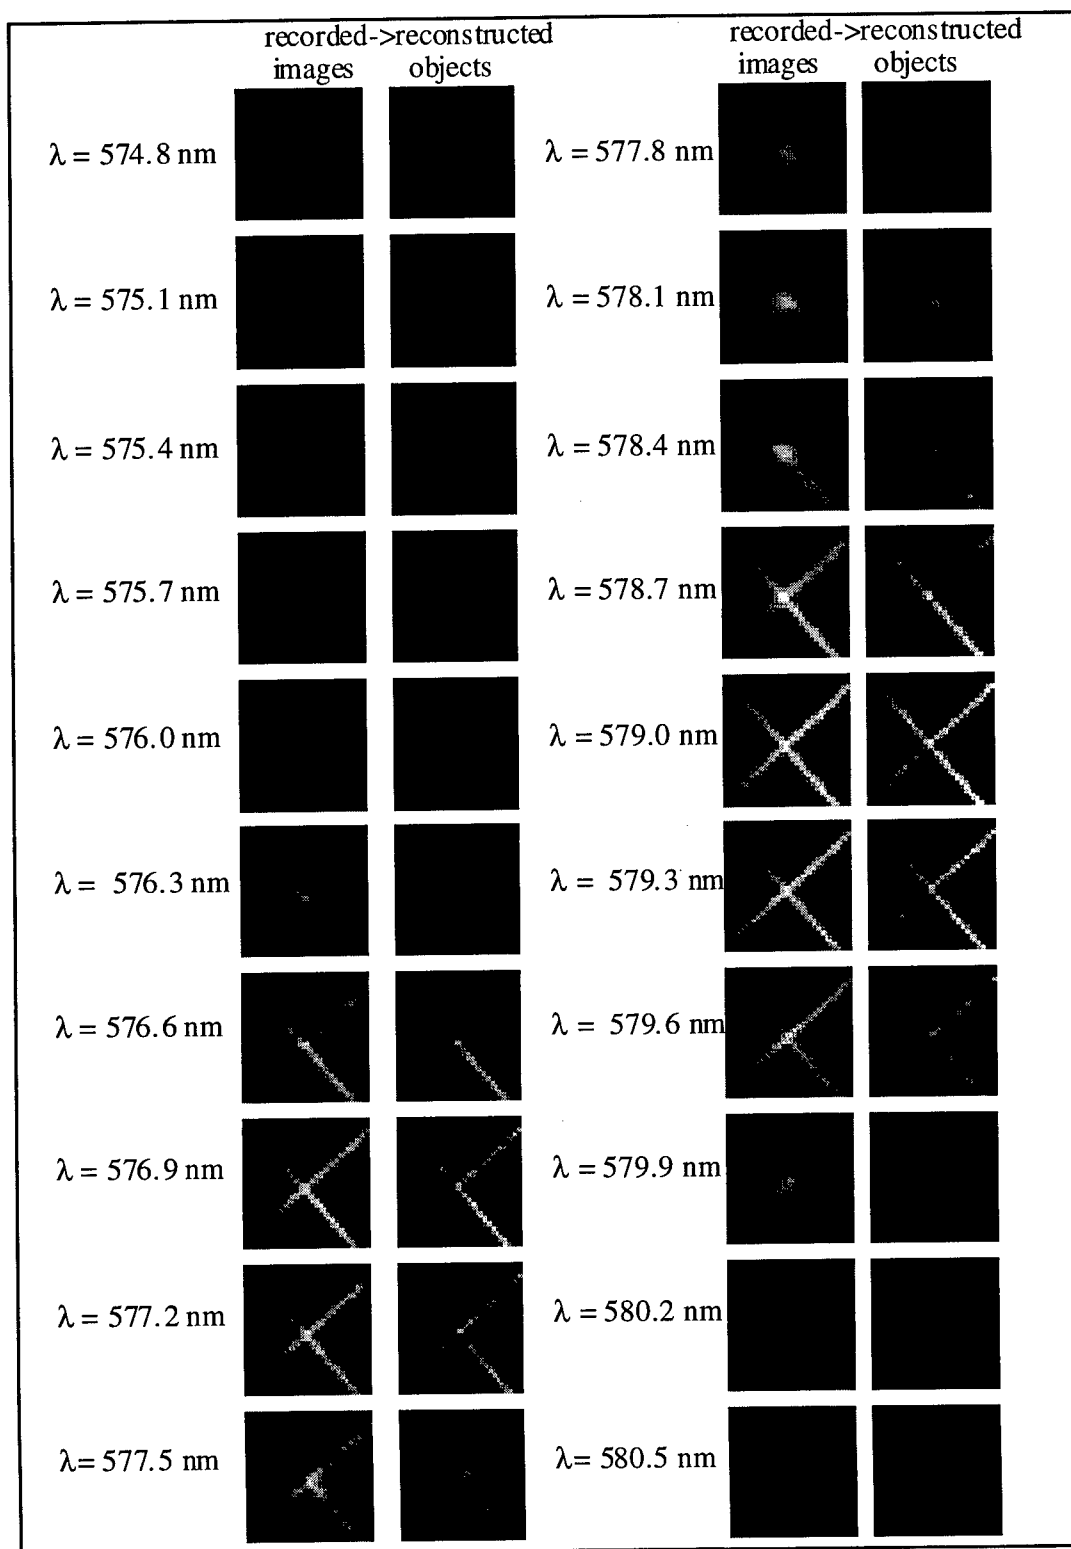 recorded->reconstructed
images objects
λ = 574.8 nm
λ = 575.1 nm
λ = 575.4 nm
λ = 575.7 nm
λ = 576.0 nm
λ = 576.3 nm
λ = 576.6 nm
λ = 576.9 nm
λ = 577.2 nm
λ= 577.5 nm
recorded->reconstructed
images objects
λ = 577.8 nm
λ = 578.1 nm
λ = 578.4 nm
λ = 578.7 nm
λ = 579.0 nm
λ = 579.3 nm
λ = 579.6 nm
λ = 579.9 nm
λ = 580.2 nm
λ= 580.5 nm